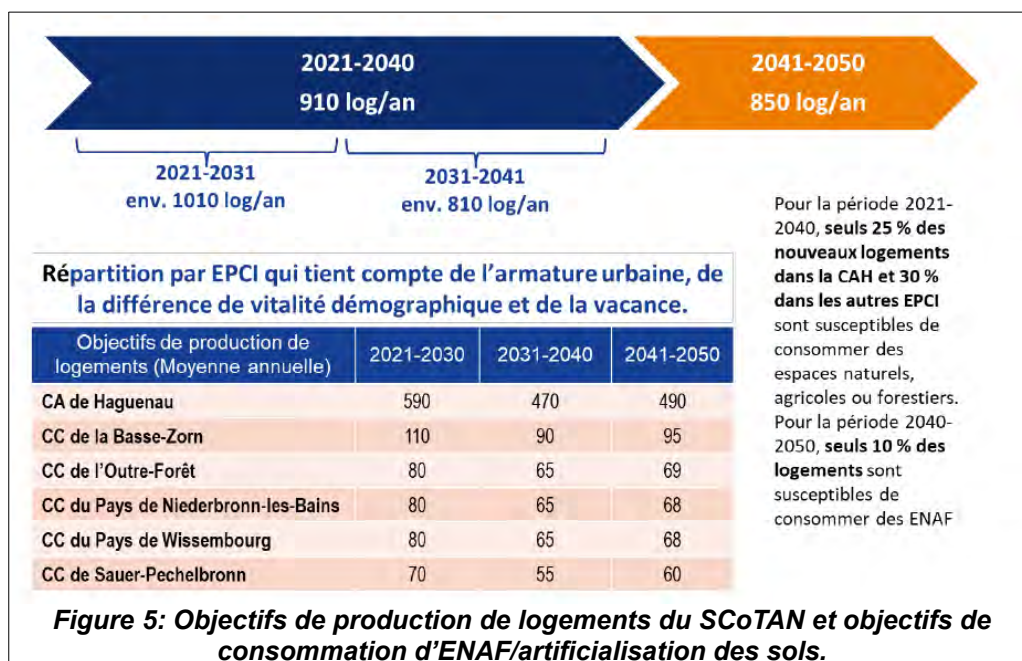 2021-2040
910 log/an
2041-2050
850 log/an
2021-2031
env. 1010 log/an
2031-2041
env. 810 log/an
Pour la période 2021-
2040, seuls 25 % des
nouveaux logements
dans la CAH et 30 %
dans les autres EPCI
sont susceptibles de
consommer des
espaces naturels,
agricoles ou forestiers.
Pour la période 2040-
2050, seuls 10 % des
logements sont
susceptibles de
consommer des ENAF
Répartition par EPCI qui tient compte de l'armature urbaine, de
la différence de vitalité démographique et de la vacance.
Objectifs de production de
logements (Moyenne annuelle) 2021-2030 2031-2040 2041-2050
CA de Haguenau 590 470 490
CC de la Basse-Zorn 110 90 95
CC de l'Outre-Forêt 80 65 69
CC du Pays de Niederbronn-les-Bains 80 65 68
CC du Pays de Wissembourg 80 65 68
CC de Sauer-Pechelbronn 70 55 60
Figure 5: Objectifs de production de logements du SCoTAN et objectifs de
consommation d'ENAF/artificialisation des sols.